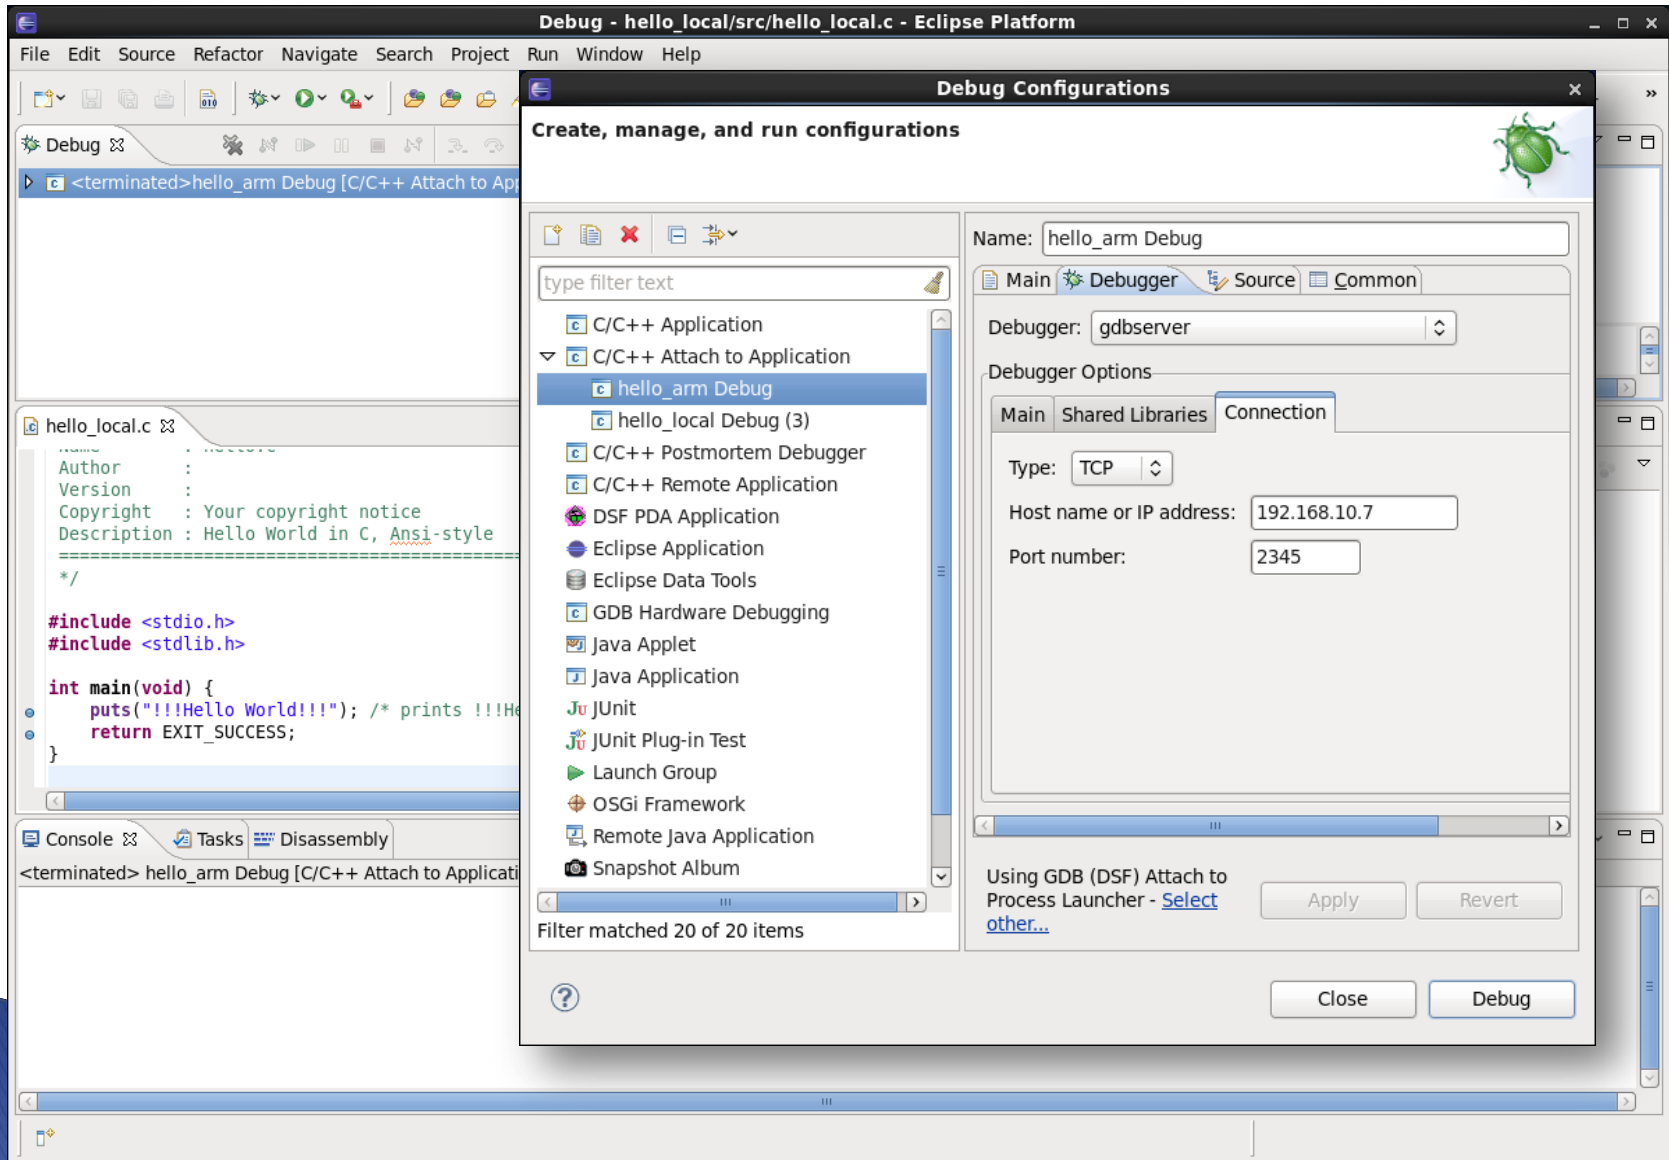 Debug - hello_local/src/hello_local.c - Eclipse Platform
File Edit Source Refactor Navigate Search Project Run Window Help
Debug
<terminated>hello_arm Debug [C/C++ Attach to App
hello_local.c
Author :
Version :
Copyright : Your copyright notice
Description : Hello World in C, Ansi-style
*/
#include <stdio.h>
#include <stdlib.h>
int main(void) {
puts("!!!Hello World!!!"); /* prints !!!He
return EXIT_SUCCESS;
}
Console Tasks Disassembly
<terminated> hello_arm Debug [C/C++ Attach to Applicati
Debug Configurations
Create, manage, and run configurations
type filter text
C/C++ Application
C/C++ Attach to Application
hello_arm Debug
hello_local Debug (3)
C/C++ Postmortem Debugger
C/C++ Remote Application
DSF PDA Application
Eclipse Application
Eclipse Data Tools
GDB Hardware Debugging
Java Applet
Java Application
JUnit
JUnit Plug-in Test
Launch Group
OSGi Framework
Remote Java Application
Snapshot Album
Filter matched 20 of 20 items
Name: hello_arm Debug
Main Debugger Source Common
Debugger: gdbserver
Debugger Options
Main Shared Libraries Connection
Type: TCP
Host name or IP address: 192.168.10.7
Port number: 2345
Using GDB (DSF) Attach to
Process Launcher - Select
other...
Apply Revert
Close Debug